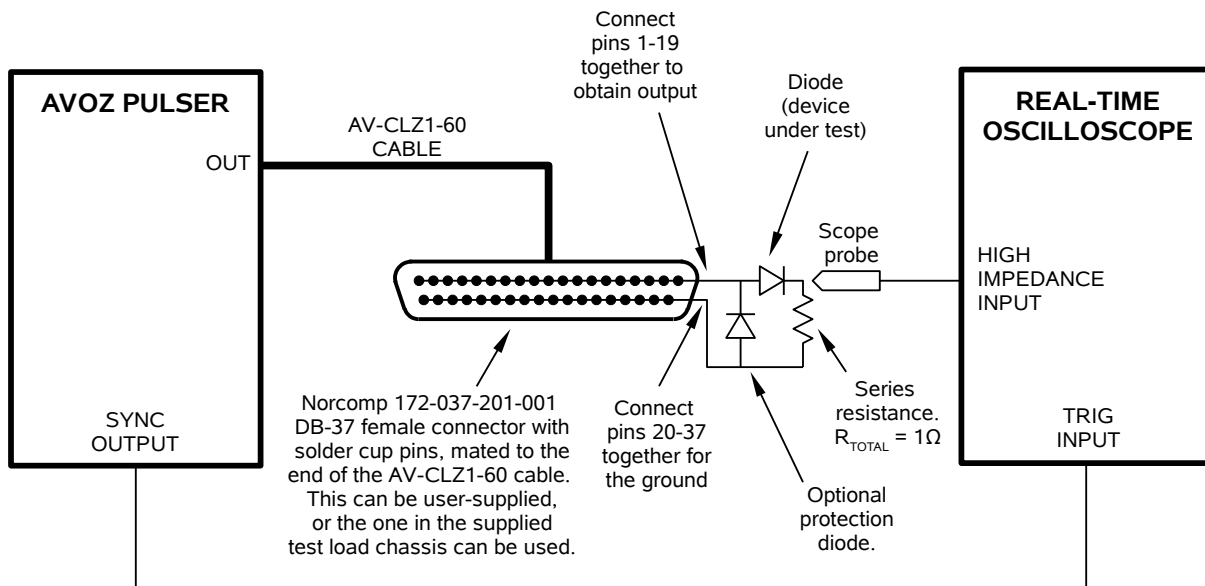 AVOZ PULSER
OUT
SYNC
OUTPUT
AV-CLZ1-60
CABLE
Connect
pins 1-19
together to
obtain output
Diode
(device
under test)
Scope
probe
REAL-TIME
OSCILLOSCOPE
HIGH
IMPEDANCE
INPUT
TRIG
INPUT
Norcomp 172-037-201-001
DB-37 female connector with
solder cup pins, mated to the
end of the AV-CLZ1-60 cable.
This can be user-supplied,
or the one in the supplied
test load chassis can be used.
Connect
pins 20-37
together for
the ground
Series
resistance.
R_TOTAL = 1Ω
Optional
protection
diode.